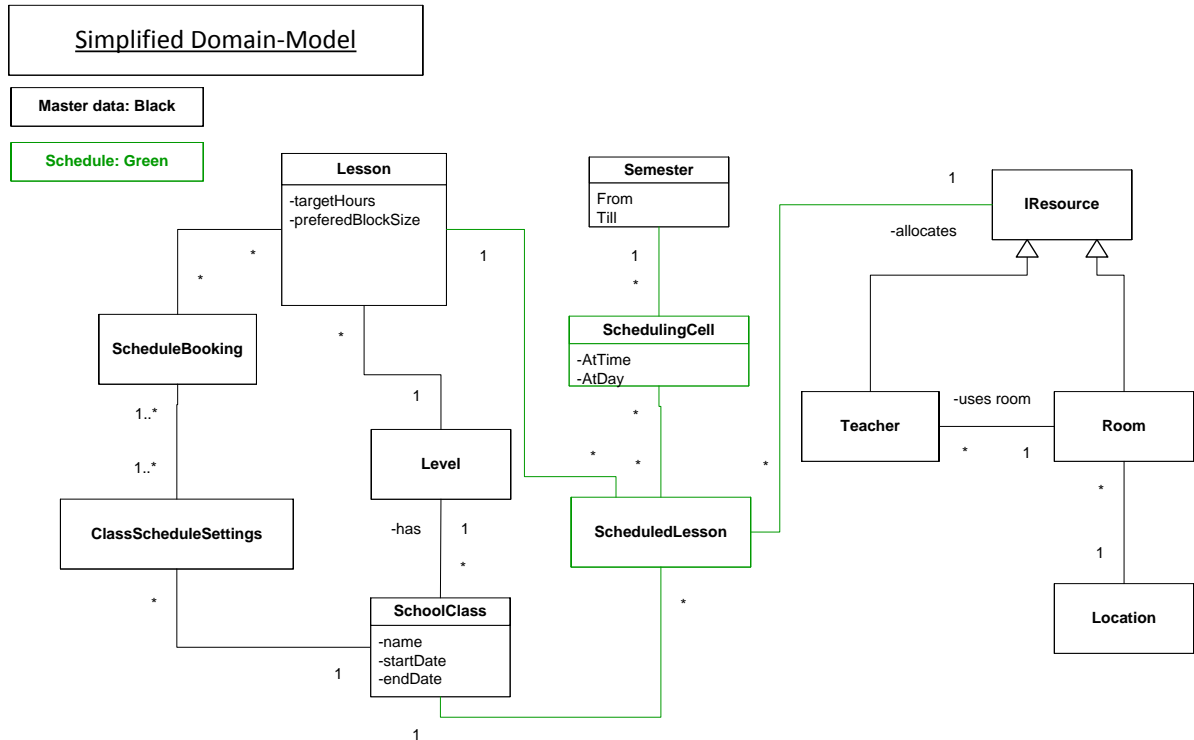 Simplified Domain-Model
Master data: Black
Schedule: Green
Lesson
-targetHours
-preferedBlockSize
Semester
From
Till
1
IResource
-allocates
*
*
1
1
*
SchedulingCell
-AtTime
-AtDay
*
ScheduleBooking
1..*
1
*
Teacher
-uses room
*
1
Room
1..*
Level
*
*
*
*
ClassScheduleSettings
-has
1
*
ScheduledLesson
1
Location
*
SchoolClass
-name
-startDate
-endDate
*
1
1